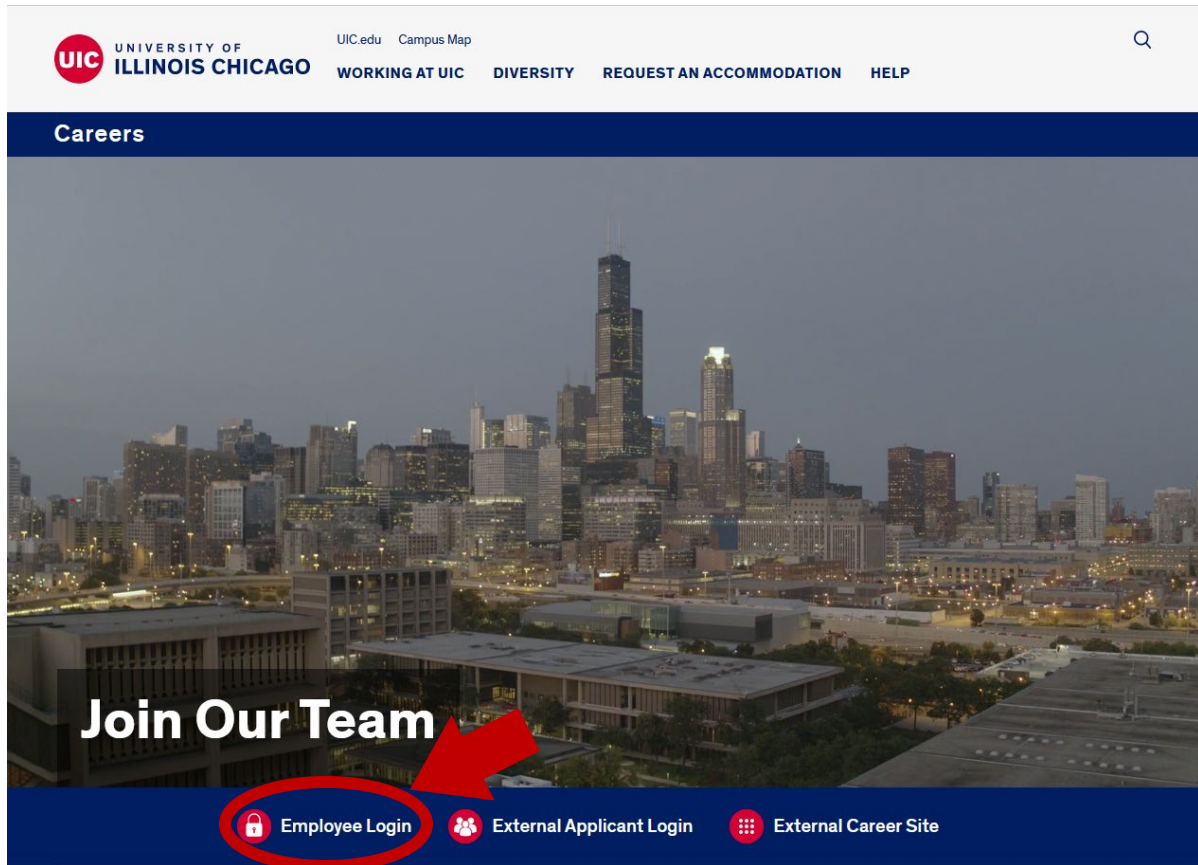 UIC
UNIVERSITY OF
ILLINOIS CHICAGO
UIC.edu Campus Map
WORKING AT UIC DIVERSITY REQUEST AN ACCOMMODATION HELP
Careers
Join Our Team
Employee Login External Applicant Login External Career Site